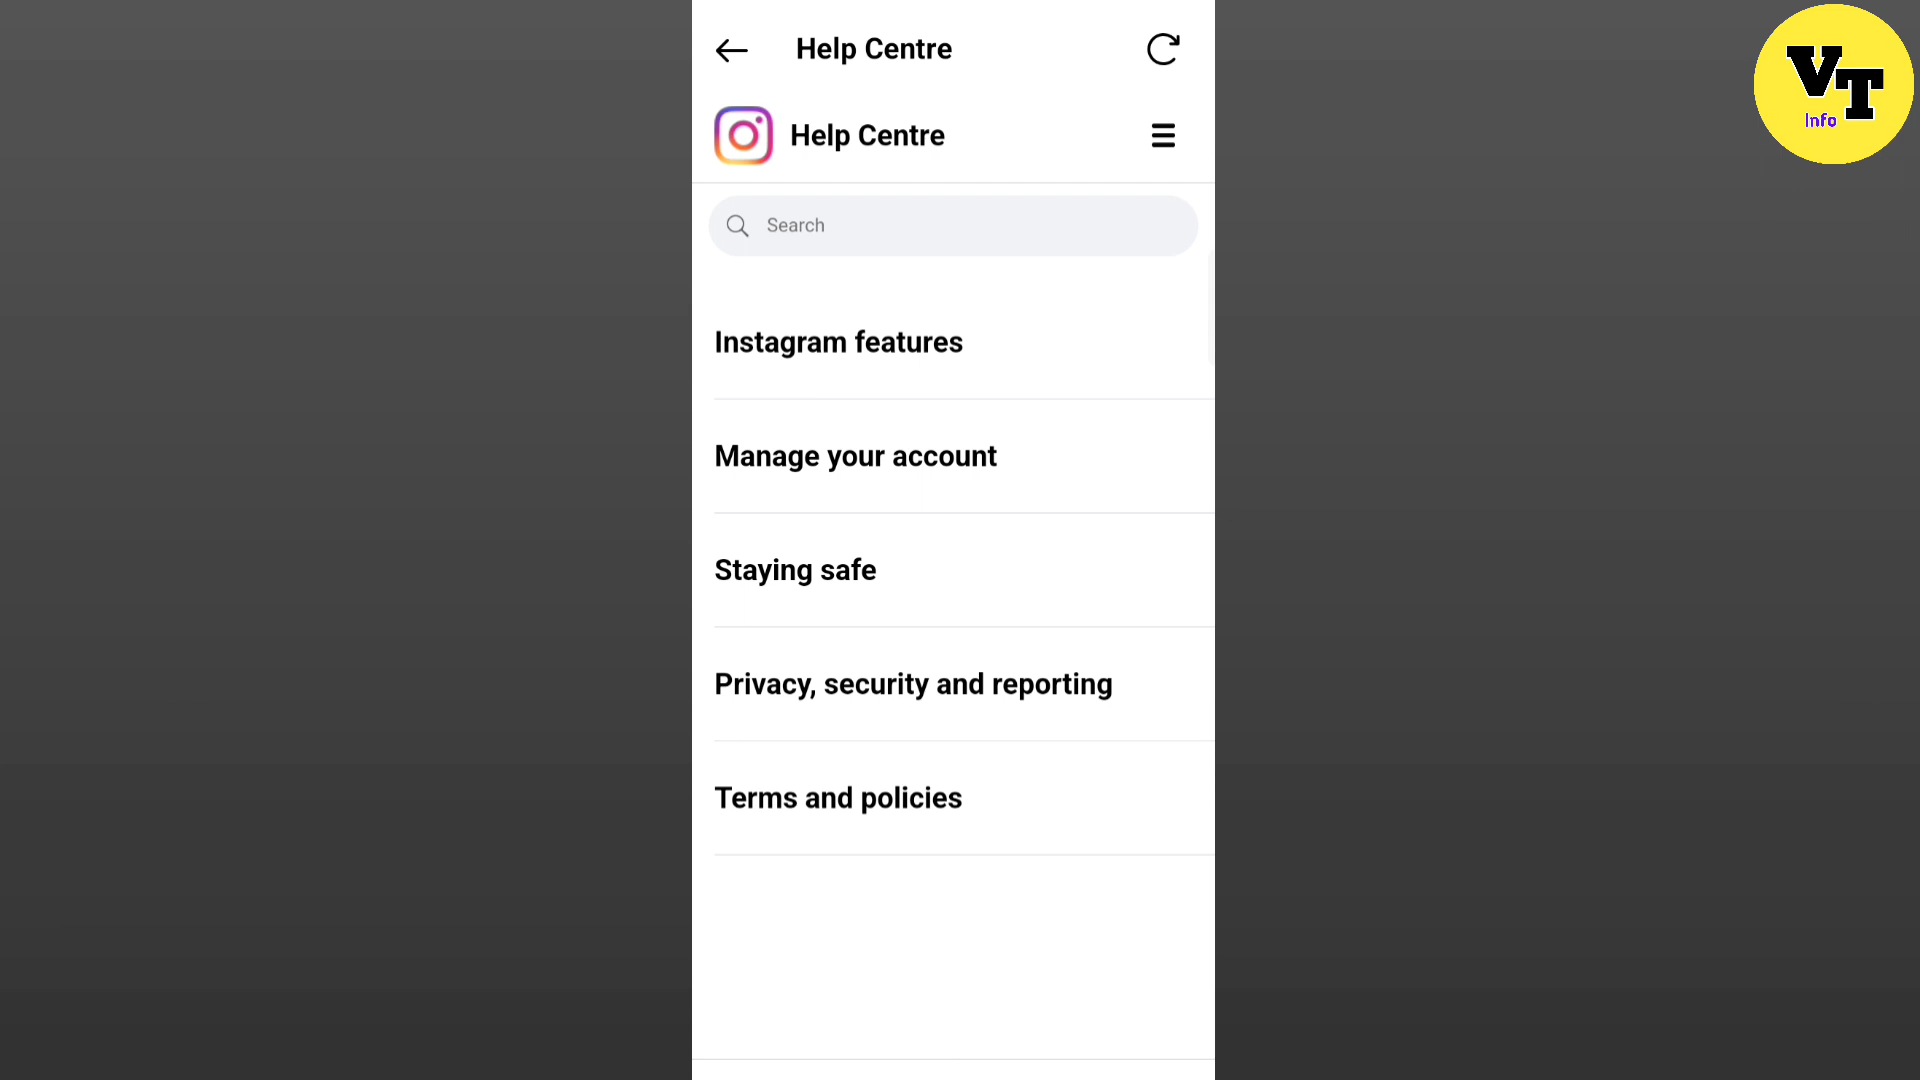 Help Centre
Help Centre
Search
Instagram features
Manage your account
Staying safe
Privacy, security and reporting
Terms and policies
VT
Info